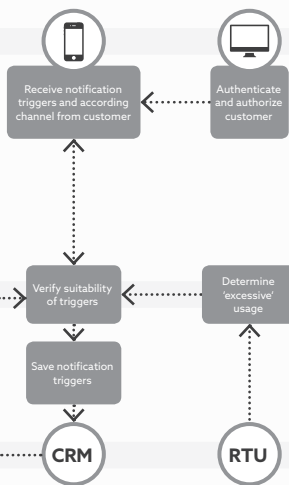 Receive notification
triggers and according
channel from customer
Authenticate
and authorize
customer
Verify suitability
of triggers
Determine
'excessive'
usage
Save notification
triggers
CRM
RTU